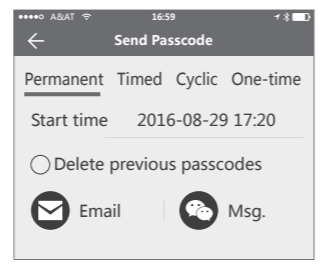 A&AT 16:59
Send Passcode
Permanent Timed Cyclic One-time
Start time 2016-08-29 17:20
Delete previous passcodes
Email Msg.